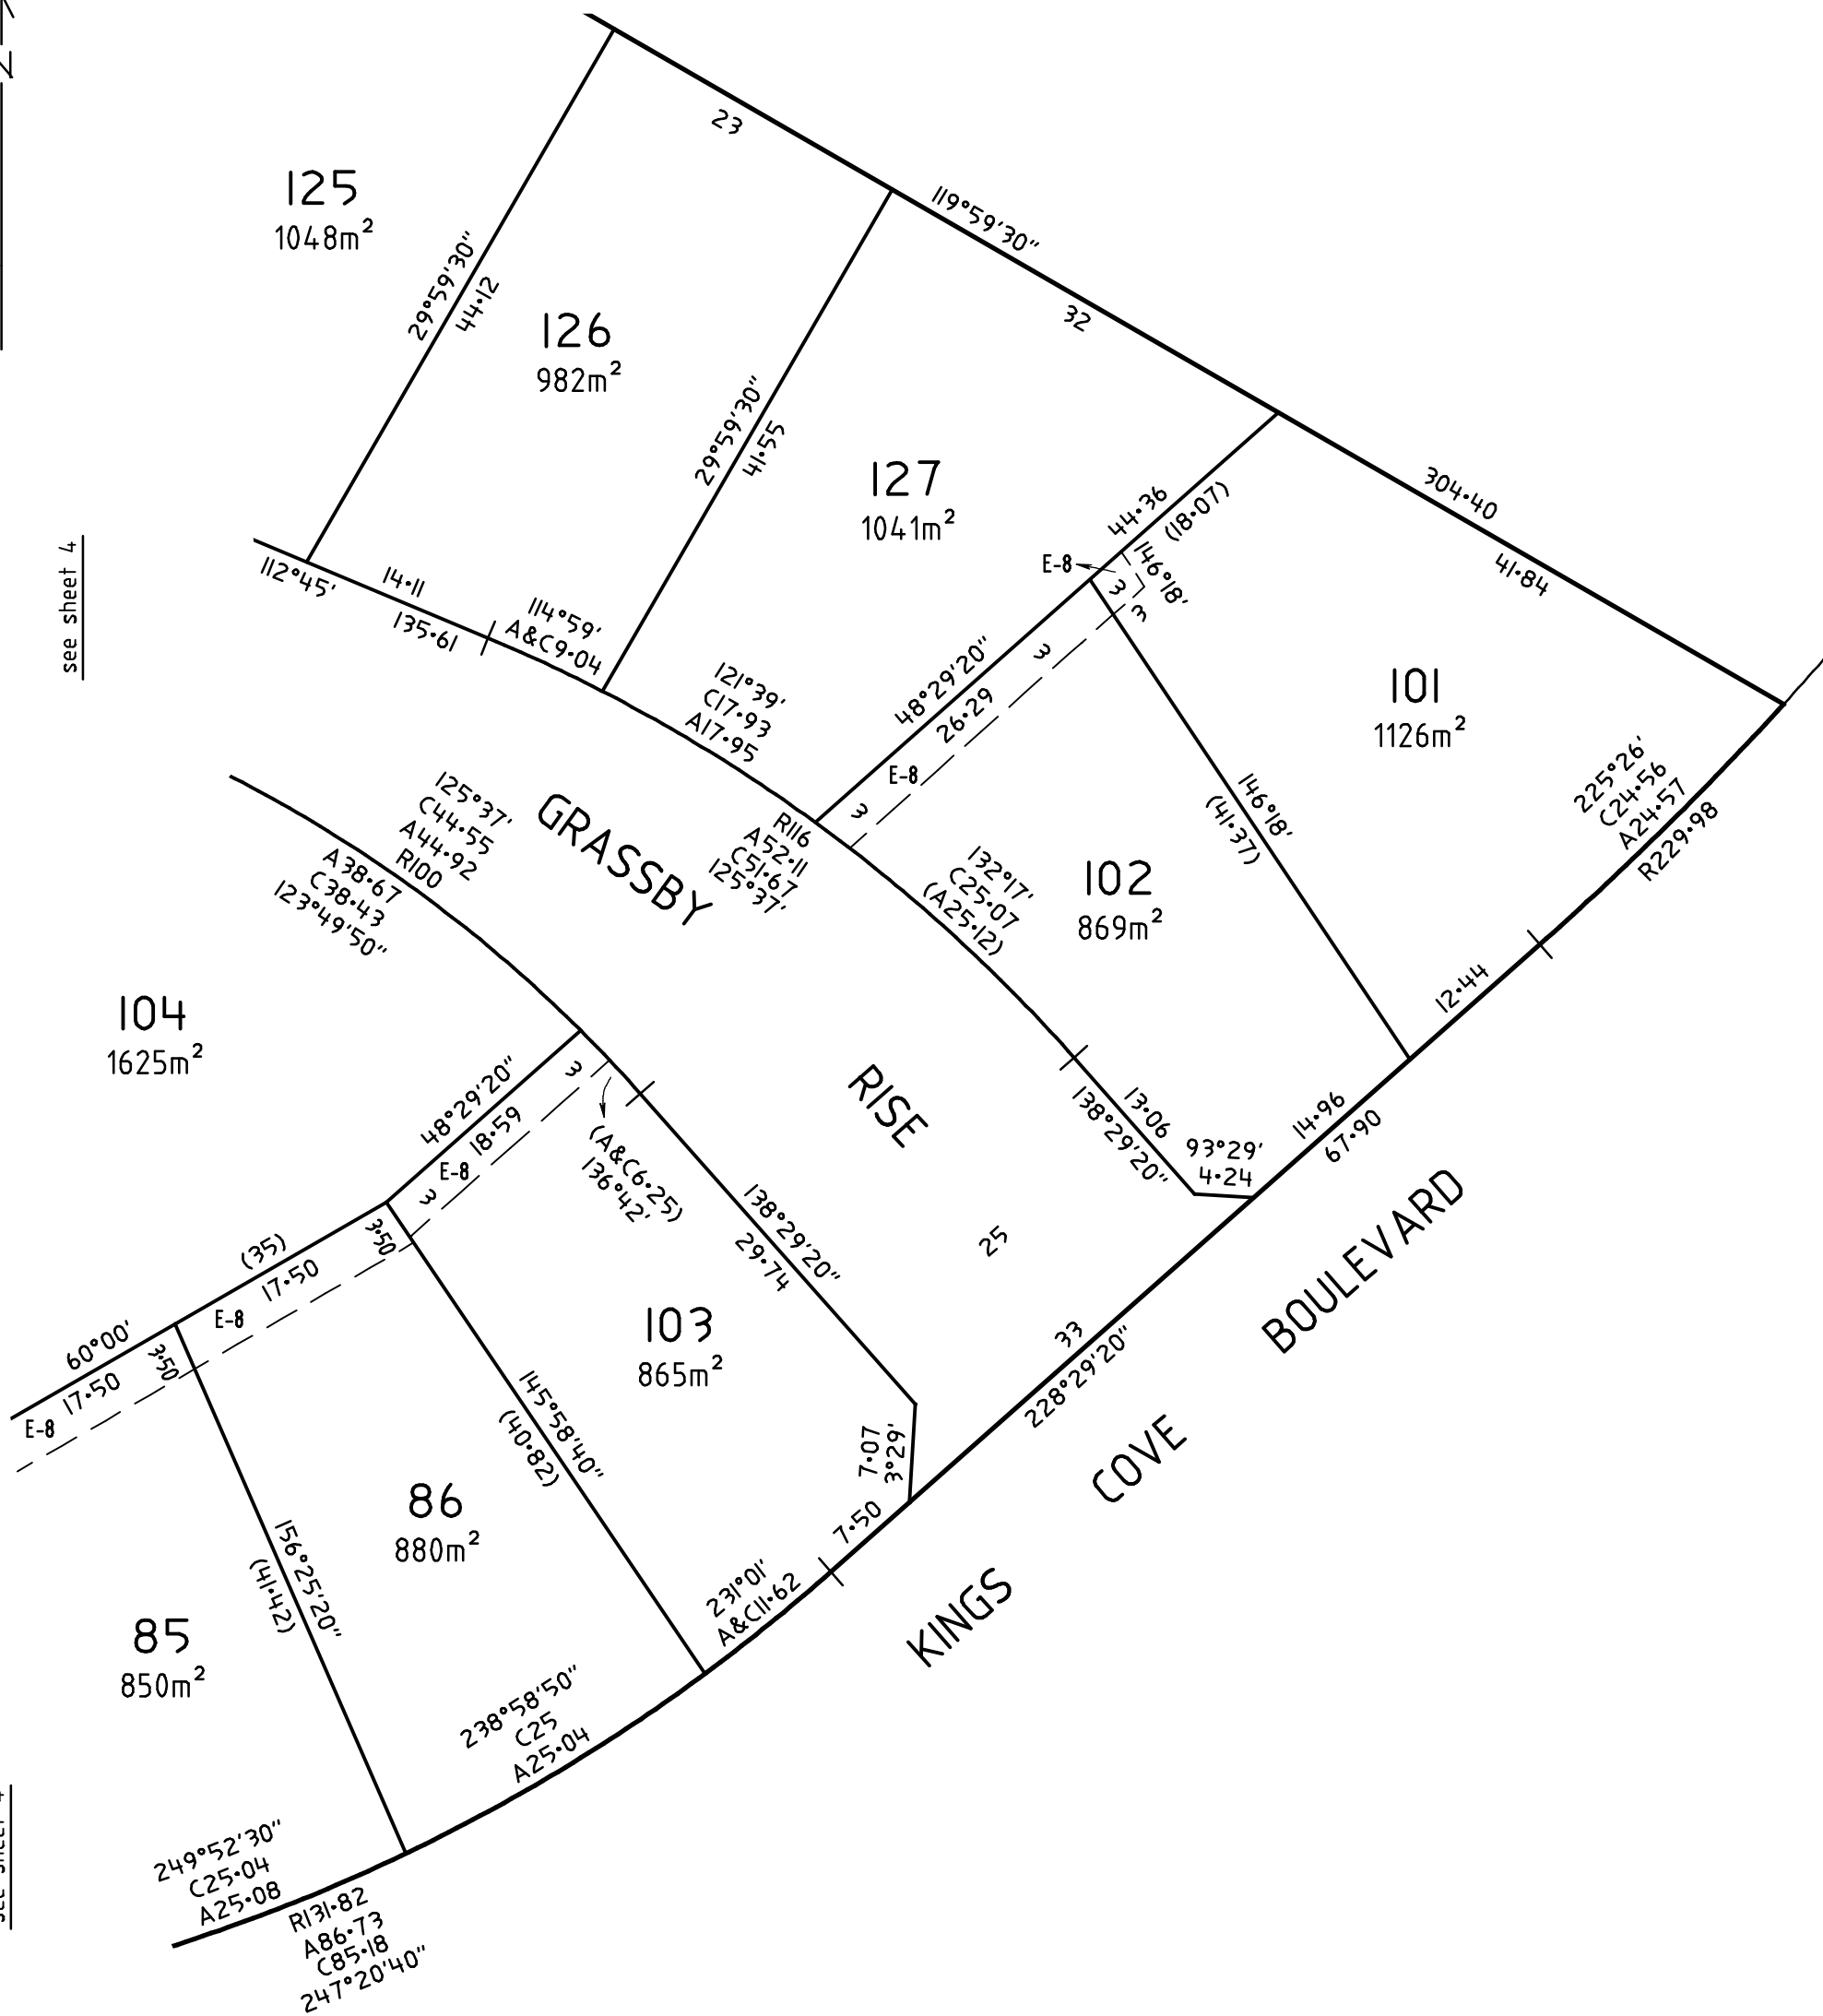 N
23
125
1048m²
119°59'30"
29°59'30"
44·12
126
982m²
32
29°59'30"
41·55
127
1041m²
304·40
41·84
44·36
(18·07)
E-8
146°18'
3
3
see sheet 4
112°45'
14·11
135·61
114°59'
A&C9·04
121°39'
C17·93
A17·95
48°29'20"
26·29
3
E-8
3
101
1126m²
225°26'
C24·56
A24·57
R229·98
125°37'
C44·55
A44·92
R100
A38·67
C38·43
123°49'50"
GRASSBY
R116
A52·11
C51·67
125°37'
132°17'
C25·07
(A25·12)
102
869m²
146°18'
(41·37)
12·44
104
1625m²
48°29'20"
18·59
3
E-8
3
(A&C6·25)
136°42'
RISE
13·06
138°29'20"
93°29'
4·24
14·96
67·90
138°29'20"
29·74
25
BOULEVARD
(35)
17·50
3·50
E-8
60°00'
17·50
3·50
E-8
103
865m²
33
228°29'20"
145°58'40"
(40·82)
7·07
3°29'
COVE
86
880m²
7·50
156°25'20"
(41·42)
231°01'
A&C11·62
KINGS
85
850m²
238°58'50"
C25
A25·04
249°52'30"
C25·04
A25·08
R131·82
A86·73
C85·18
247°20'40"
see sheet 4